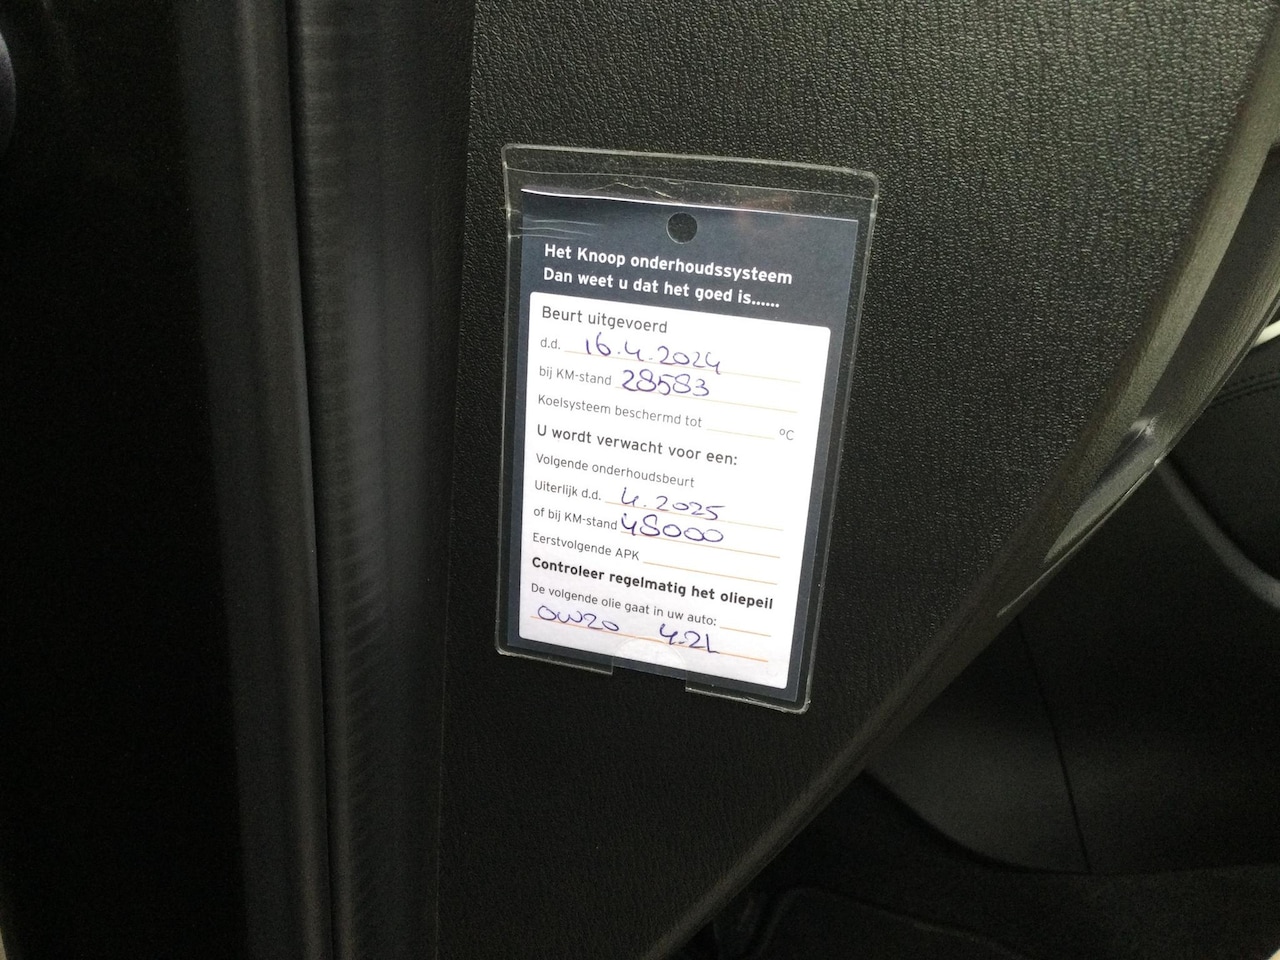 Het Knoop onderhoudssysteem
Dan weet u dat het goed is......
Beurt uitgevoerd
d.d. 16.4.2024
bij KM-stand 28583
Koelsysteem beschermd tot ºC
U wordt verwacht voor een:
Volgende onderhoudsbeurt
Uiterlijk d.d. 4.2025
of bij KM-stand 48000
Eerstvolgende APK
Controleer regelmatig het oliepeil
De volgende olie gaat in uw auto:
0W20 4.2L